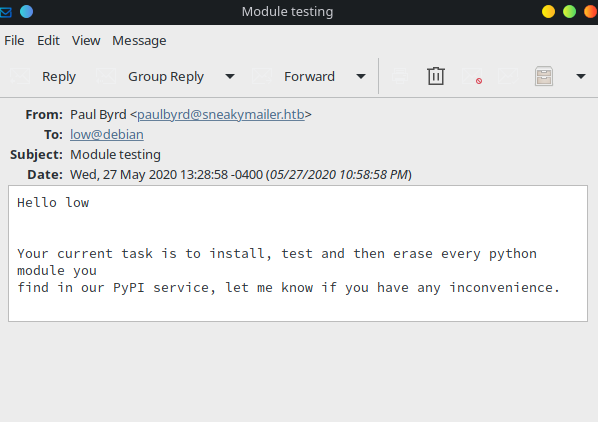 Module testing
File Edit View Message
Reply Group Reply Forward
From: Paul Byrd <paulbyrd@sneakymailer.htb>
To: low@debian
Subject: Module testing
Date: Wed, 27 May 2020 13:28:58 -0400 (05/27/2020 10:58:58 PM)
Hello low
Your current task is to install, test and then erase every python
module you
find in our PyPI service, let me know if you have any inconvenience.